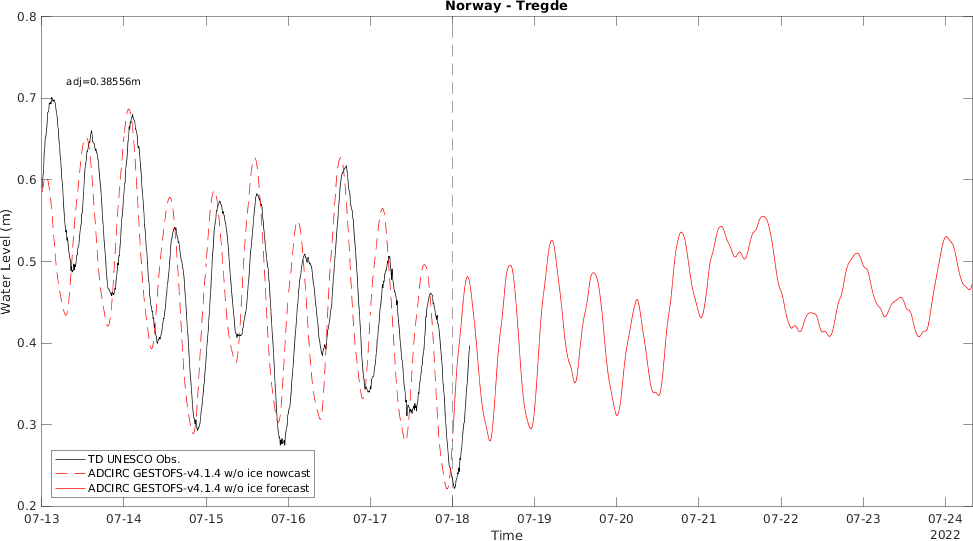 Norway - Tregde
adj=0.38556m
Water Level (m)
0.8
0.7
0.6
0.5
0.4
0.3
0.2
TD UNESCO Obs.
ADCIRC GESTOFS-v4.1.4 w/o ice nowcast
ADCIRC GESTOFS-v4.1.4 w/o ice forecast
07-13 07-14 07-15 07-16 07-17 07-18 07-19 07-20 07-21 07-22 07-23 07-24
Time
2022